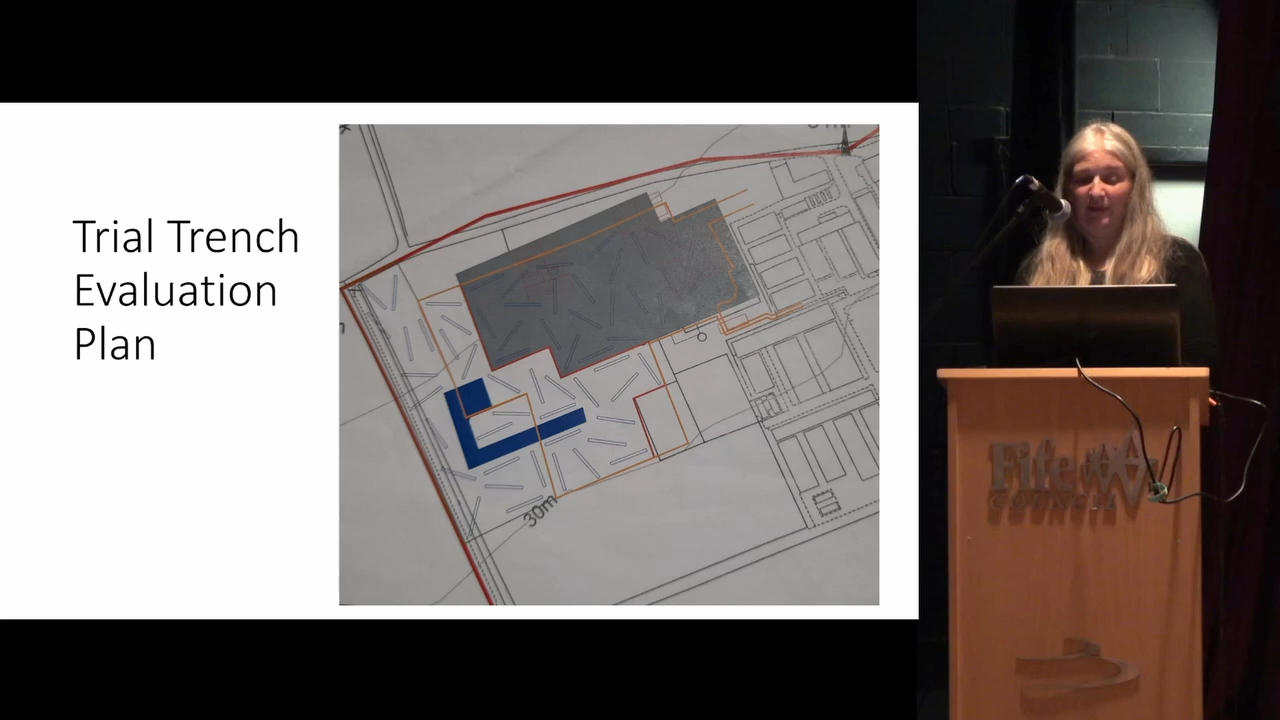 Trial Trench
Evaluation
Plan
30m
Fife
COUNCIL